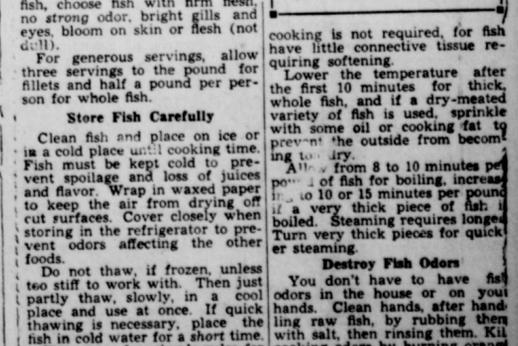 fish, choose fish with firm flesh,
no strong odor, bright gills and
eyes, bloom on skin or flesh (not
dull).
For generous servings, allow
three servings to the pound for
fillets and half a pound per per-
son for whole fish.
Store Fish Carefully
Clean fish and place on ice or
in a cold place until cooking time.
Fish must be kept cold to pre-
vent spoilage and loss of juices
and flavor. Wrap in waxed paper
to keep the air from drying off
cut surfaces. Cover closely when
storing in the refrigerator to pre-
vent odors affecting the other
foods.
Do not thaw, if frozen, unless
too stiff to work with. Then just
partly thaw, slowly, in a cool
place and use at once. If quick
thawing is necessary, place the
fish in cold water for a short time.
cooking is not required, for fish
have little connective tissue re-
quiring softening.
Lower the temperature after
the first 10 minutes for thick,
whole fish, and if a dry-meated
variety of fish is used, sprinkle
with some oil or cooking fat to
prevent the outside from becom
ing dry.
from 8 to 10 minutes per
of fish for boiling, increas
to 10 or 15 minutes per pound
if a very thick piece of fish i
boiled. Steaming requires longe
Turn very thick pieces for quick
er steaming.
Destroy Fish Odors
You don't have to have fish
odors in the house or on you
hands. Clean hands, after hand
ling raw fish, by rubbing them
with salt, then rinsing them. Kil